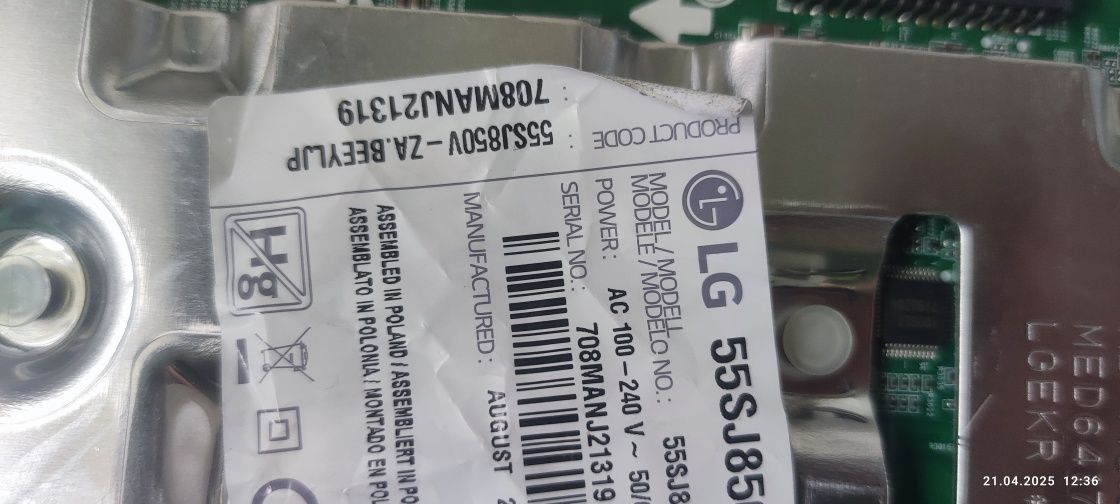 PRODUCT CODE : 55SJ850V-ZA.BEEYLJP
: 708MANJ21319
LG 55SJ85
MODEL / MODELL
MODELE / MODELO NO.: 55SJ8
POWER: AC 100-240 V~ 50/
SERIAL NO.: 708MANJ21319
MANUFACTURED: AUGUST 2
ASSEMBLED IN POLAND / ASSEMBLIERT IN PO
ASSEMBLATO IN POLONIA / MONTADO EN POL
Hg
MED647
LGEKR
21.04.2025 12:36